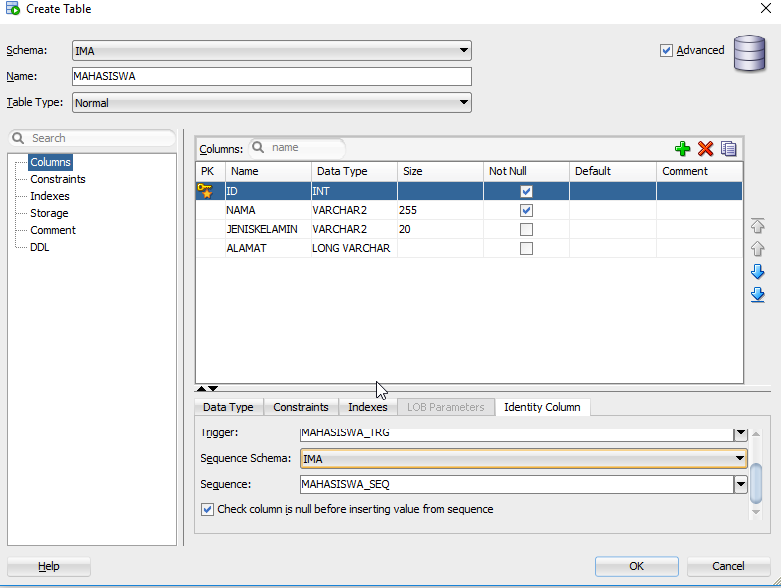 Create Table
Schema: IMA
Advanced
Name: MAHASISWA
Table Type: Normal
Search
Columns
Constraints
Indexes
Storage
Comment
DDL
Columns: name
PK Name Data Type Size Not Null Default Comment
ID INT
NAMA VARCHAR2 255
JENISKELAMIN VARCHAR2 20
ALAMAT LONG VARCHAR
Data Type Constraints Indexes LOB Parameters Identity Column
Trigger: MAHASISWA_TRG
Sequence Schema: IMA
Sequence: MAHASISWA_SEQ
Check column is null before inserting value from sequence
Help OK Cancel